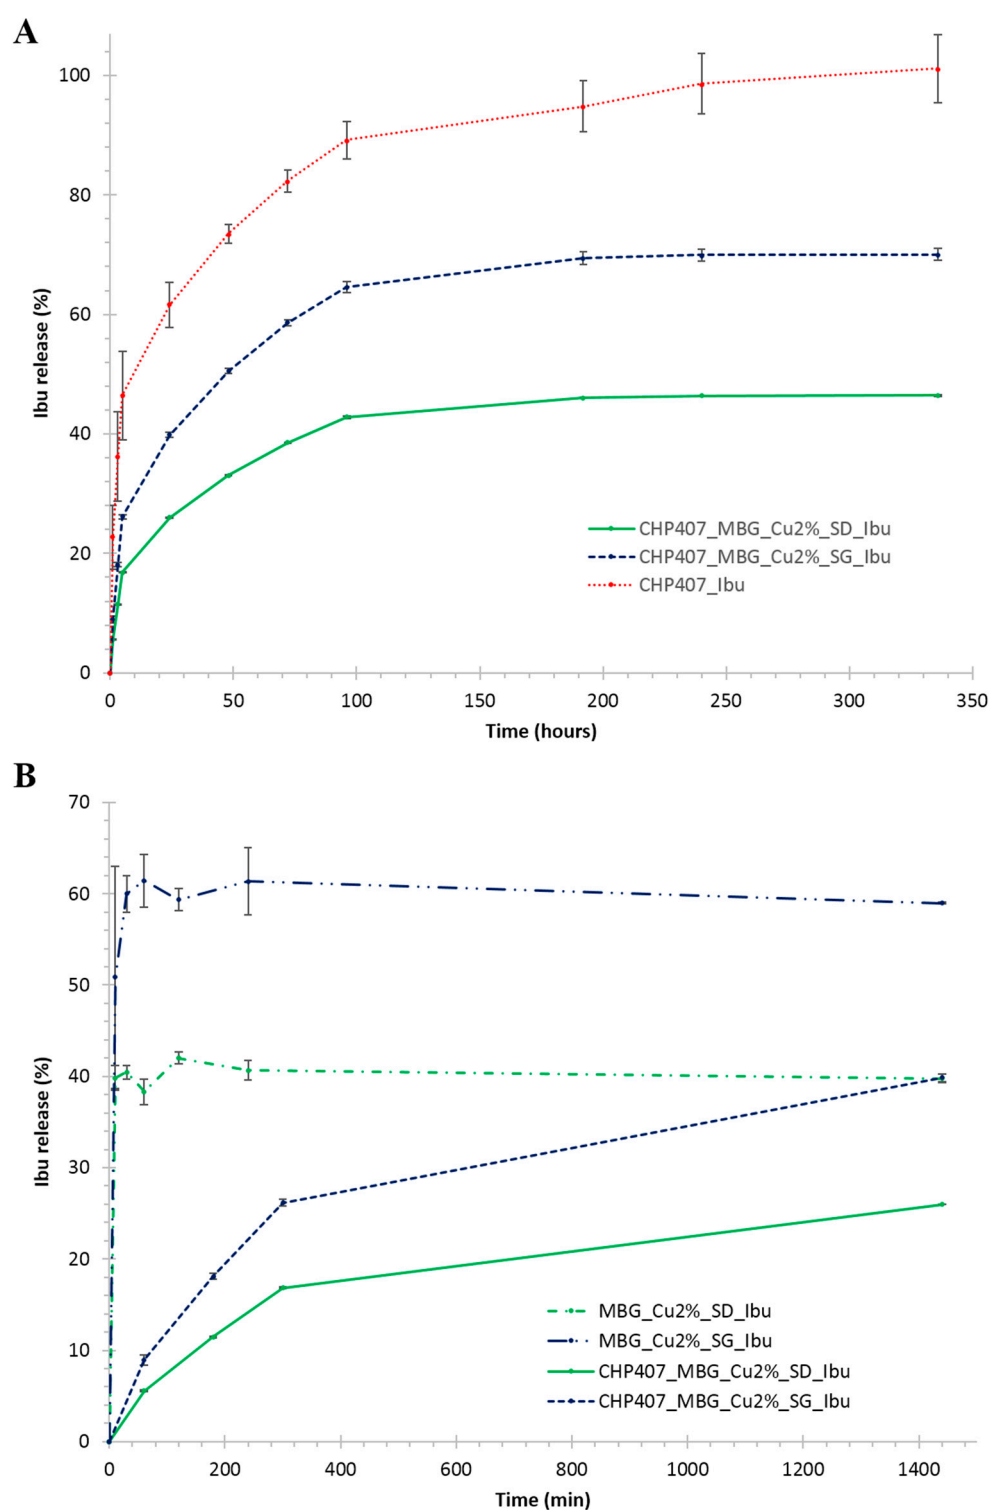 A
100
80
60
40
20
0
Ibu release (%)
CHP407_MBG_Cu2%_SD_Ibu
CHP407_MBG_Cu2%_SG_Ibu
CHP407_Ibu
0 50 100 150 200 250 300 350
Time (hours)
B
70
60
50
40
30
20
10
0
Ibu release (%)
MBG_Cu2%_SD_Ibu
MBG_Cu2%_SG_Ibu
CHP407_MBG_Cu2%_SD_Ibu
CHP407_MBG_Cu2%_SG_Ibu
0 200 400 600 800 1000 1200 1400
Time (min)